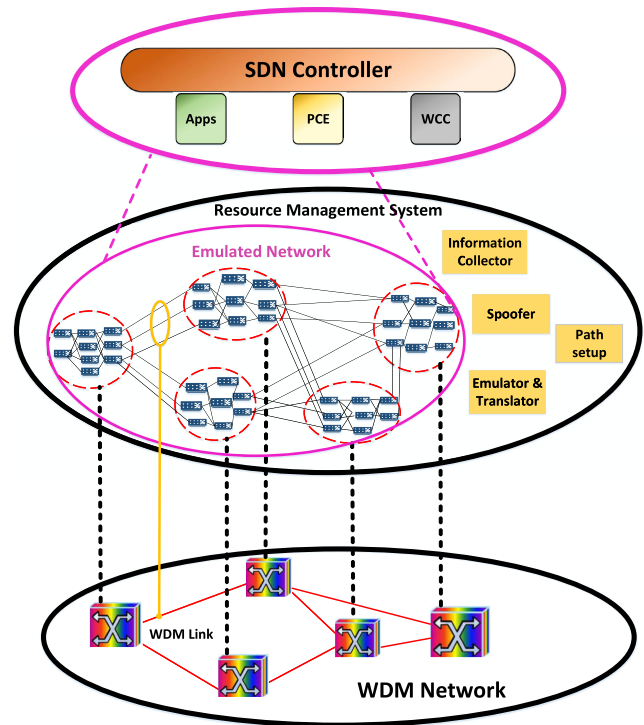 SDN Controller
Apps
PCE
WCC
Resource Management System
Emulated Network
Information
Collector
Spoofer
Path
setup
Emulator &
Translator
WDM Link
WDM Network